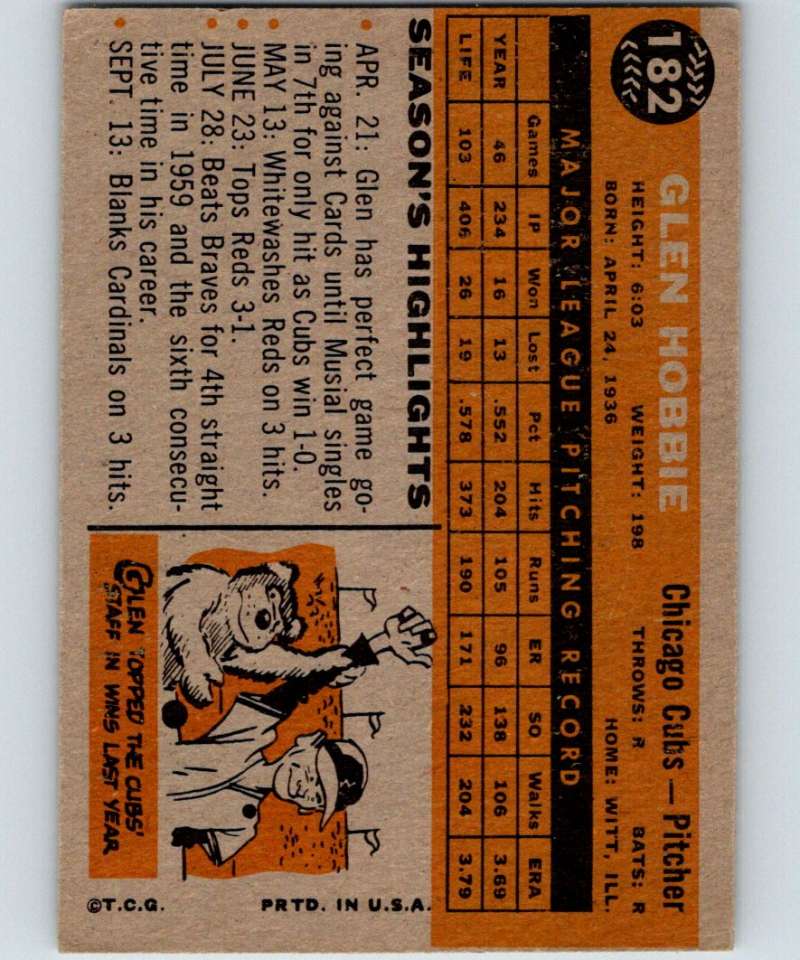 182
GLEN HOBBIE
Chicago Cubs — Pitcher
HEIGHT: 6:03 WEIGHT: 198 THROWS: R BATS: R
BORN: APRIL 24, 1936 HOME: WITT, ILL.
MAJOR LEAGUE PITCHING RECORD
Games IP Won Lost Pct Hits Runs ER SO Walks ERA
YEAR 46 234 16 13 .552 204 105 96 138 106 3.69
LIFE 103 406 26 19 .578 373 190 171 232 204 3.79
SEASON'S HIGHLIGHTS
• APR. 21: Glen has perfect game go-
ing against Cards until Musial singles
in 7th for only hit as Cubs win 1-0.
• MAY 13: Whitewashes Reds on 3 hits.
• JUNE 23: Tops Reds 3-1.
• JULY 28: Beats Braves for 4th straight
time in 1959 and the sixth consecu-
tive time in his career.
• SEPT. 13: Blanks Cardinals on 3 hits.
GLEN TOPPED THE CUBS'
STAFF IN WINS LAST YEAR
©T.C.G. PRTD. IN U.S.A.